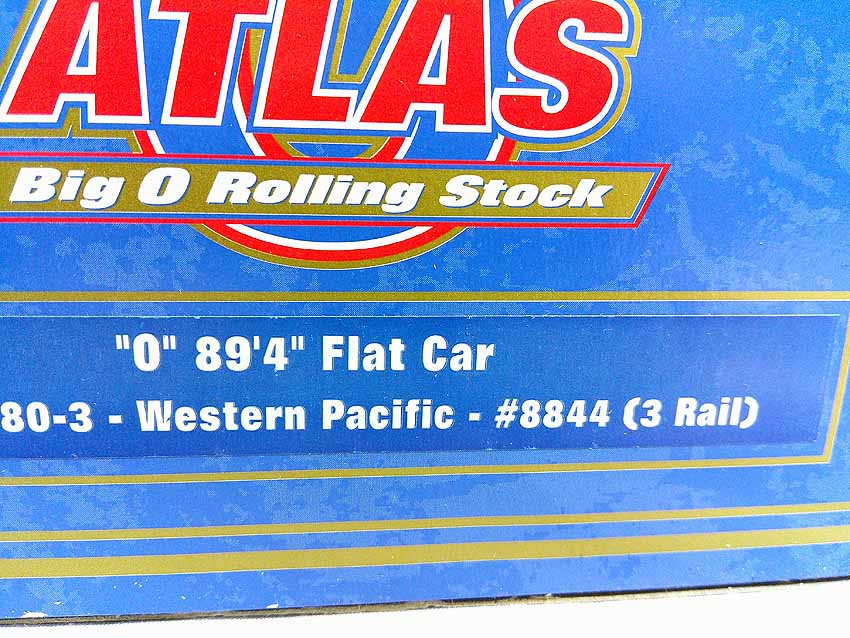 ATLAS
Big O Rolling Stock
"O" 89'4" Flat Car
80-3 - Western Pacific - #8844 (3 Rail)